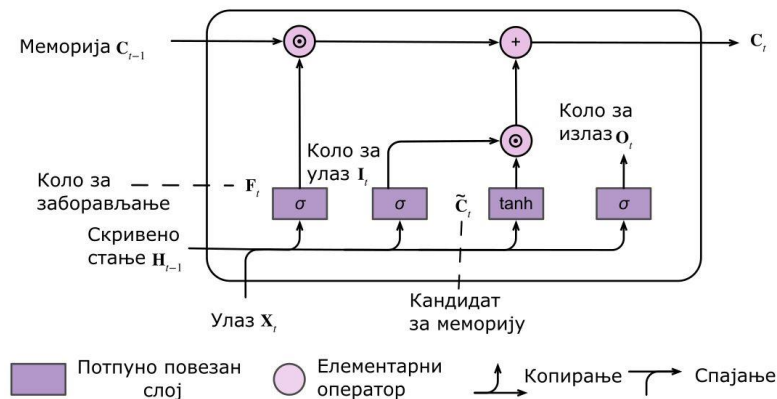 Меморија C_{t-1}
C_t
Коло за
излаз O_t
Коло за
улаз I_t
Коло за
заборављање
F_t
σ
σ
C̃_t
tanh
σ
Скривено
стање H_{t-1}
Улаз X_t
Кандидат
за меморију
Потпуно повезан
слој
Елементарни
оператор
Копирање
Спајање